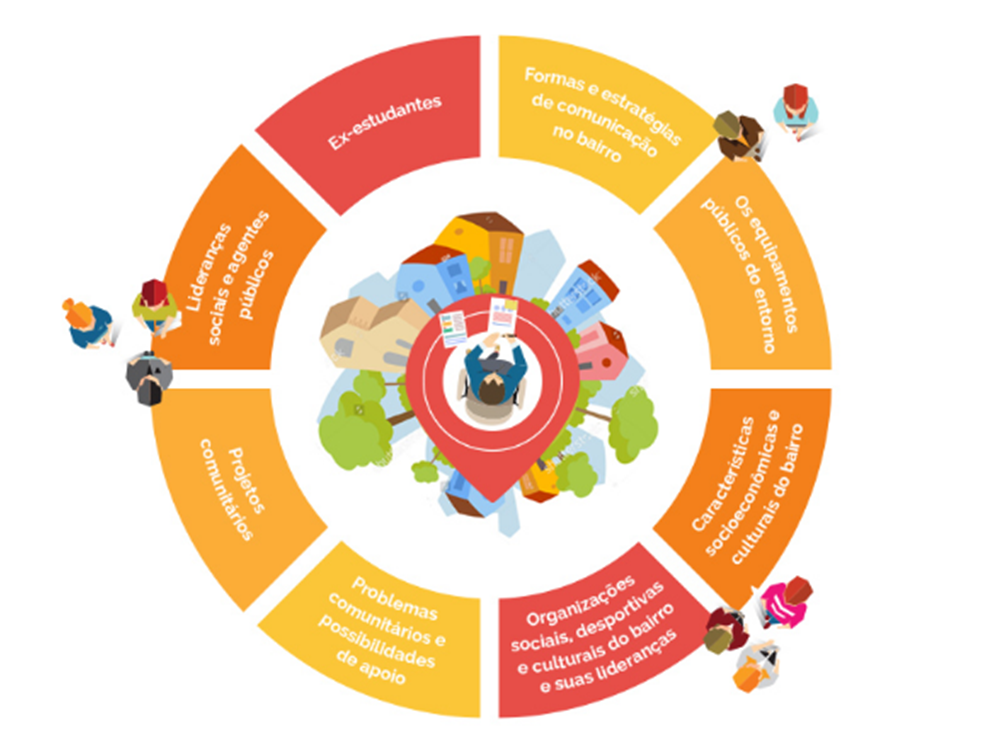 Ex-estudantes
Formas e estratégias
de comunicação
no bairro
Os equipamentos
públicos do entorno
Características
socioeconômicas e
culturais do bairro
Organizações
sociais, desportivas
e culturais do bairro
e suas lideranças
Problemas
comunitários e
possibilidades
de apoio
Projetos
comunitários
Lideranças
sociais e agentes
públicos